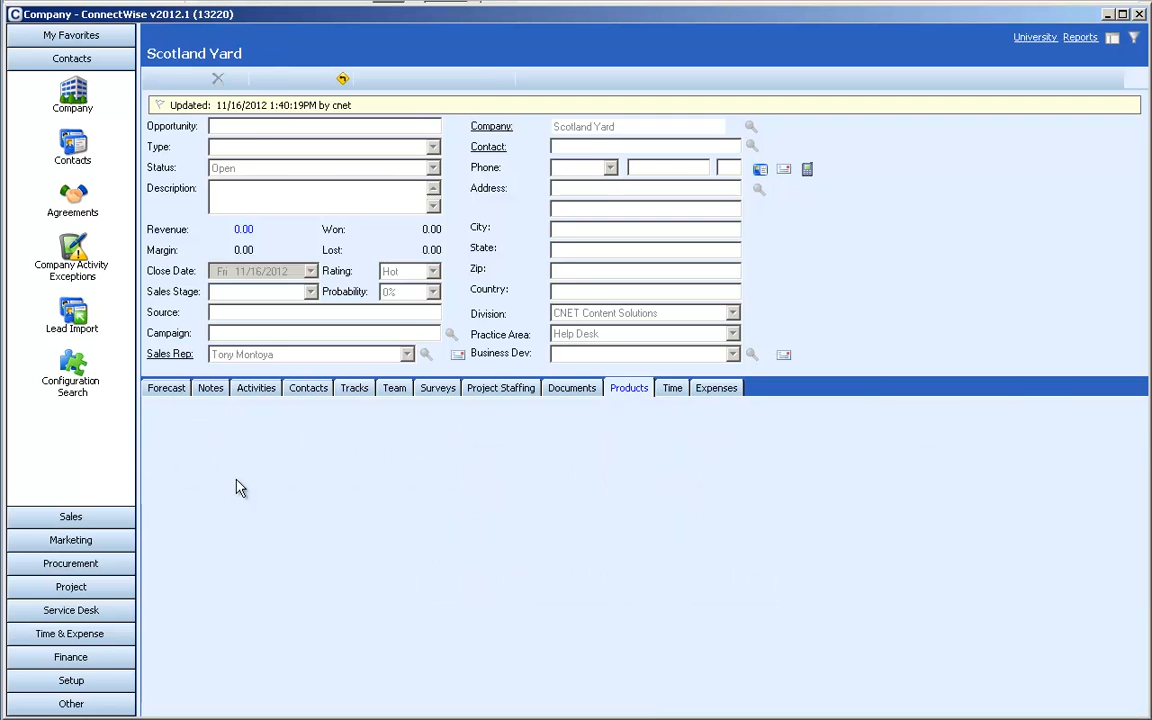 Company - ConnectWise v2012.1 (13220)
My Favorites
Contacts
Company
Contacts
Agreements
Company Activity
Exceptions
Lead Import
Configuration
Search
Sales
Marketing
Procurement
Project
Service Desk
Time & Expense
Finance
Setup
Other
University Reports
Scotland Yard
Updated: 11/16/2012 1:40:19PM by cnet
Opportunity:
Type:
Status: Open
Description:
Revenue: 0.00 Won: 0.00
Margin: 0.00 Lost: 0.00
Close Date: Fri 11/16/2012 Rating: Hot
Sales Stage: Probability: 0%
Source:
Campaign:
Sales Rep: Tony Montoya
Company: Scotland Yard
Contact:
Phone:
Address:
City:
State:
Zip:
Country:
Division: CNET Content Solutions
Practice Area: Help Desk
Business Dev:
Forecast Notes Activities Contacts Tracks Team Surveys Project Staffing Documents Products Time Expenses